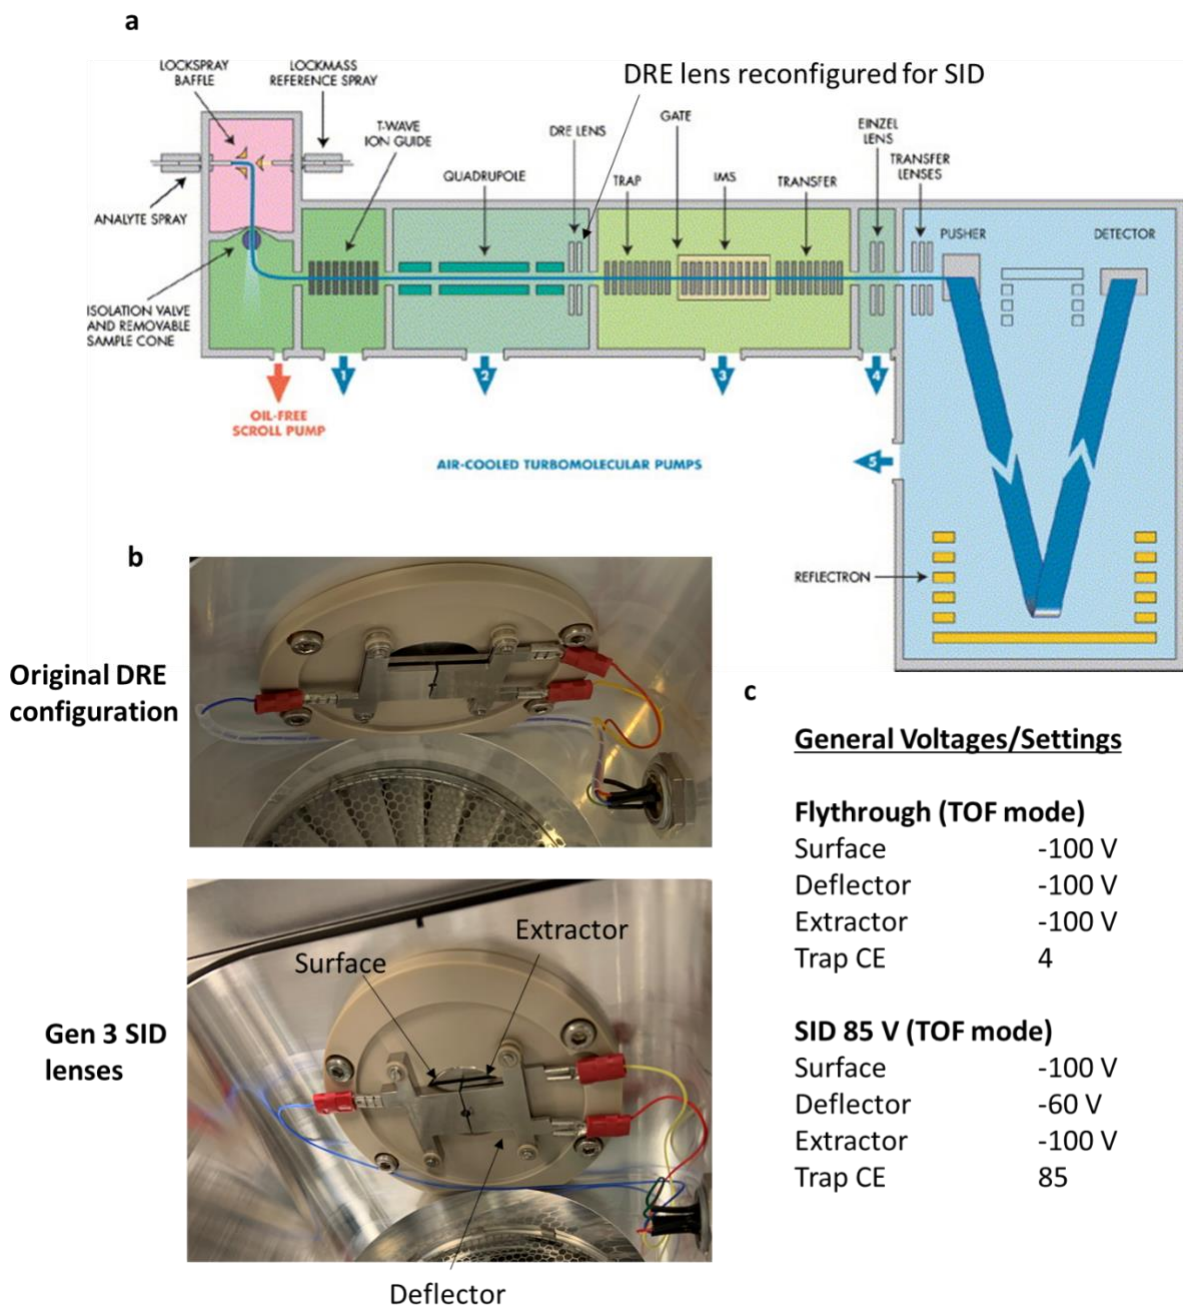 a
LOCKSPRAY
BAFFLE
LOCKMASS
REFERENCE SPRAY
DRE lens reconfigured for SID
T-WAVE
ION GUIDE
DRE LENS
GATE
EINZEL
LENS
TRANSFER
LENSES
QUADRUPOLE
TRAP
IMS
TRANSFER
ANALYTE SPRAY
PUSHER
DETECTOR
ISOLATION VALVE
AND REMOVABLE
SAMPLE CONE
1
2
3
4
OIL-FREE
SCROLL PUMP
AIR-COOLED TURBOMOLECULAR PUMPS
5
REFLECTRON
b
Original DRE
configuration
Gen 3 SID
lenses
Surface
Extractor
Deflector
c
General Voltages/Settings
Flythrough (TOF mode)
Surface -100 V
Deflector -100 V
Extractor -100 V
Trap CE 4
SID 85 V (TOF mode)
Surface -100 V
Deflector -60 V
Extractor -100 V
Trap CE 85